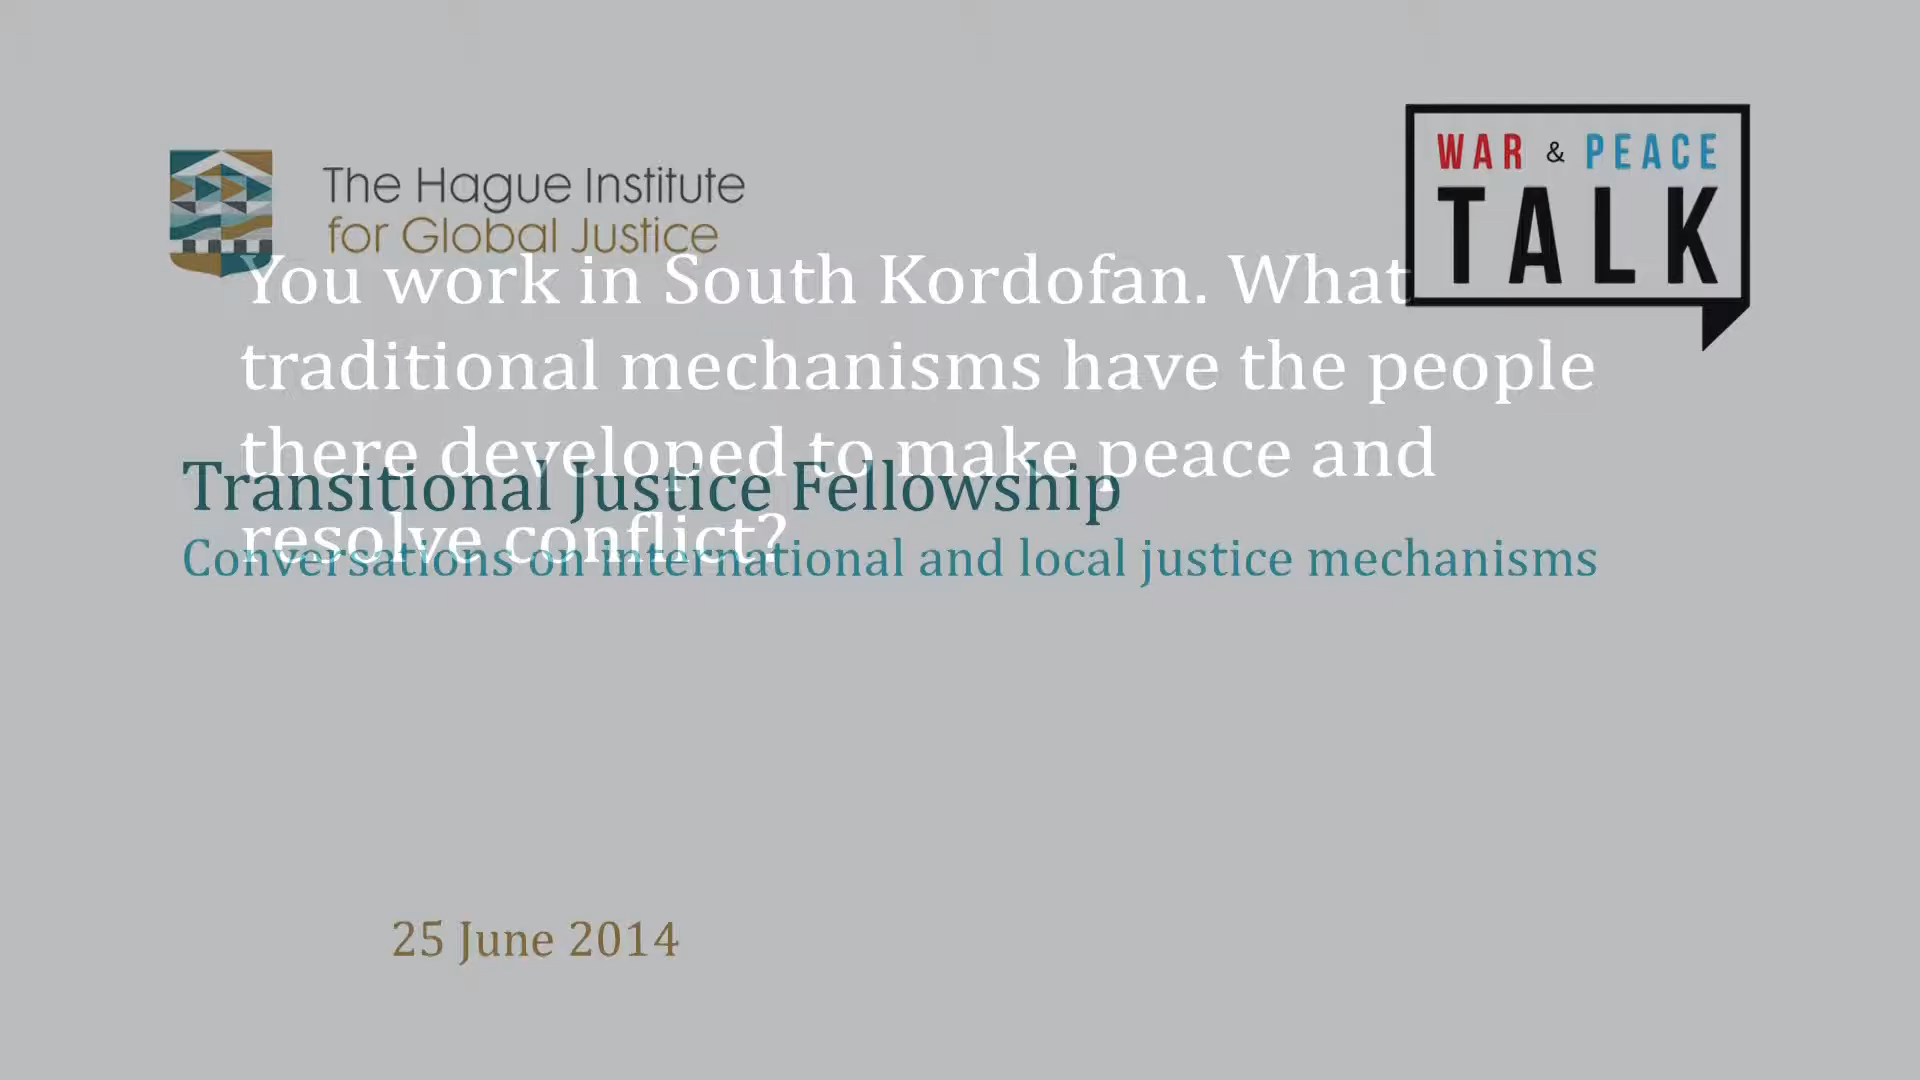 The Hague Institute
for Global Justice
WAR & PEACE
TALK
You work in South Kordofan. What
traditional mechanisms have the people
there developed to make peace and
resolve conflict?
Transitional Justice Fellowship
Conversations on international and local justice mechanisms
25 June 2014